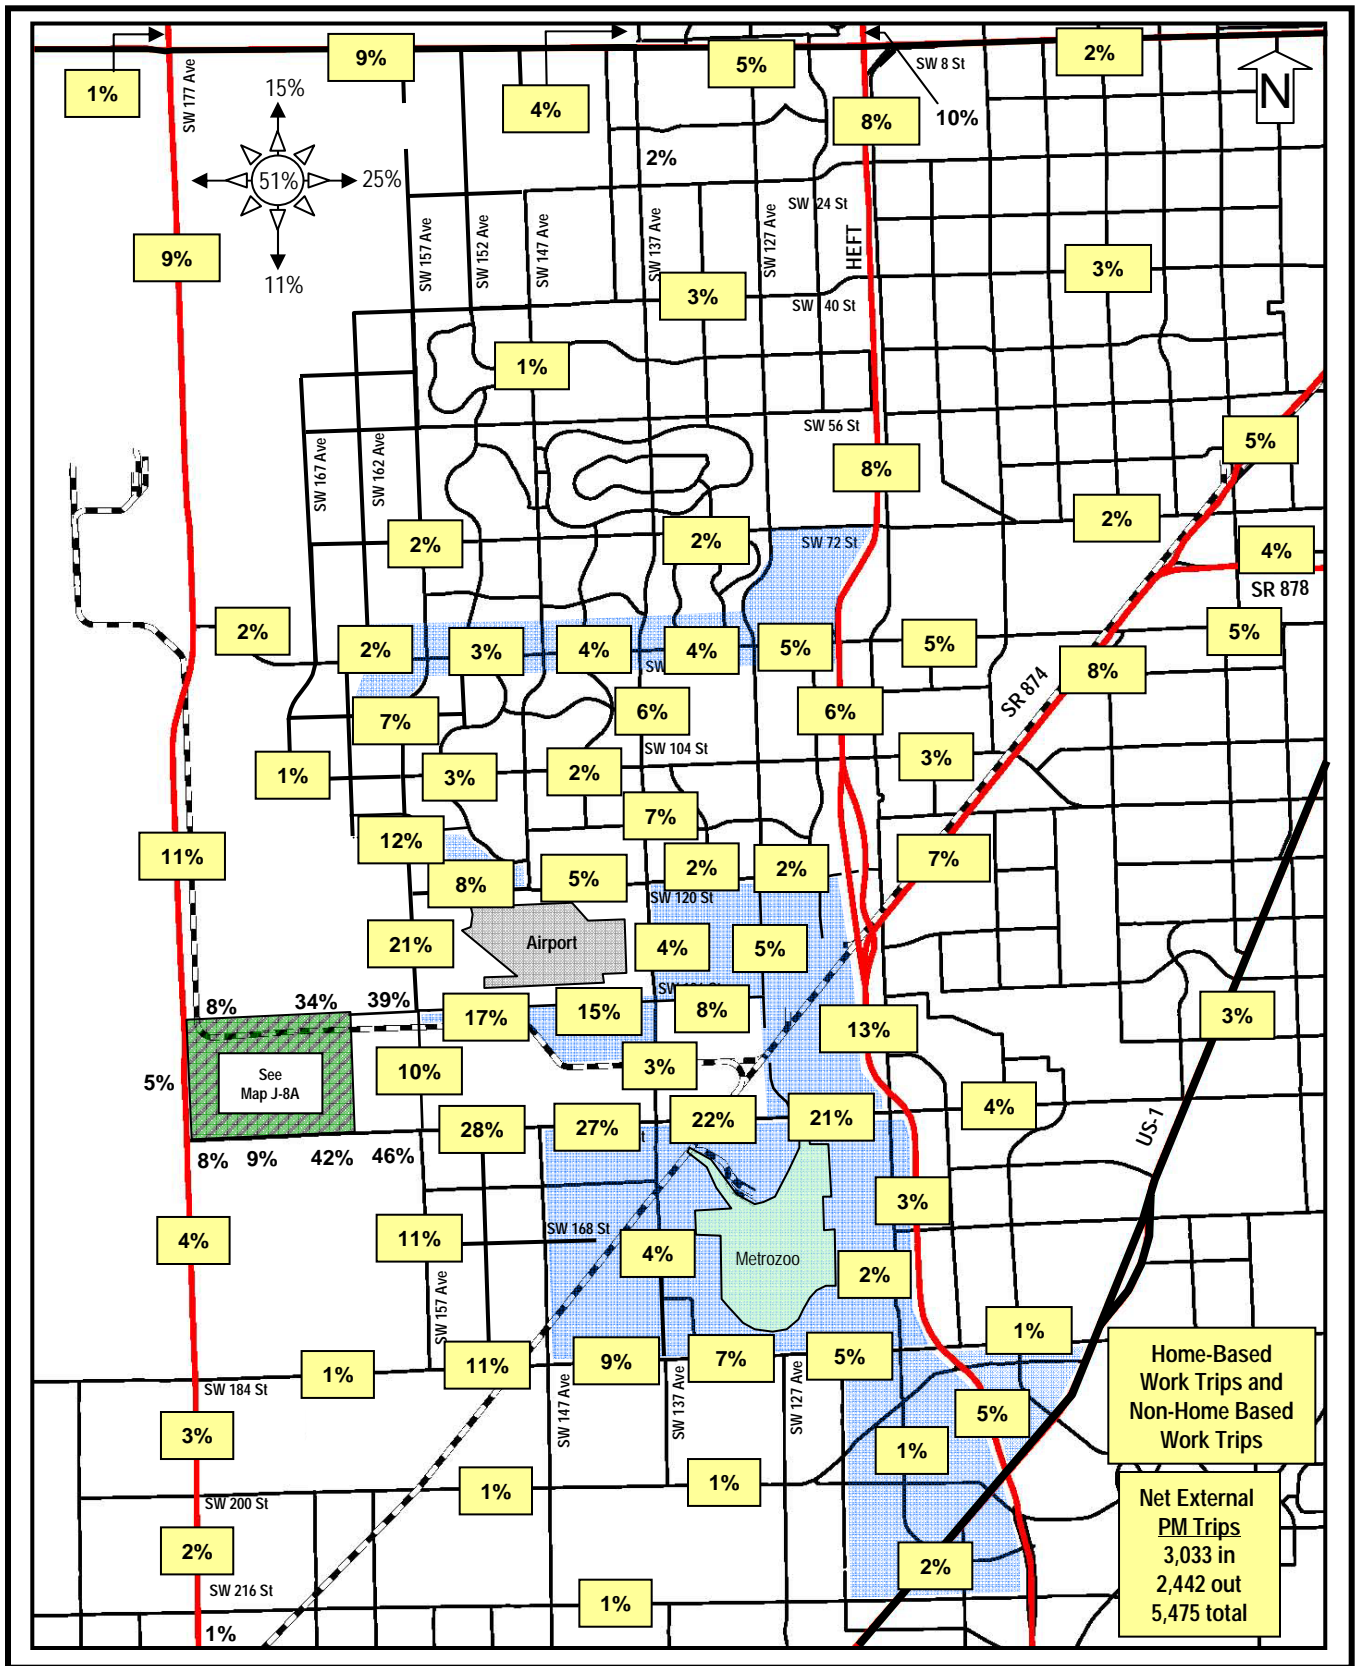 1%
SW 177 Ave
9%
4%
5%
SW 8 St
2%
N
15%
51%
25%
11%
8%
10%
2%
SW 24 St
SW 157 Ave
SW 152 Ave
SW 147 Ave
SW 137 Ave
SW 127 Ave
HEFT
9%
3%
3%
SW 40 St
1%
SW 56 St
SW 167 Ave
SW 162 Ave
8%
5%
2%
2%
2%
SW 72 St
4%
SR 878
2%
2%
3%
4%
4%
5%
5%
5%
SW
8%
SR 874
7%
6%
6%
SW 104 St
1%
3%
2%
3%
7%
11%
12%
8%
5%
2%
2%
7%
SW 120 St
21%
Airport
4%
5%
8%
34%
39%
17%
15%
8%
13%
3%
5%
See
Map J-8A
10%
3%
4%
28%
27%
22%
21%
US-1
8%
9%
42%
46%
4%
11%
SW 168 St
4%
Metrozoo
3%
2%
SW 157 Ave
1%
1%
11%
9%
7%
5%
SW 184 St
SW 147 Ave
SW 137 Ave
SW 127 Ave
3%
5%
1%
1%
1%
SW 200 St
2%
2%
SW 216 St
1%
1%
Home-Based
Work Trips and
Non-Home Based
Work Trips
Net External
PM Trips
3,033 in
2,442 out
5,475 total